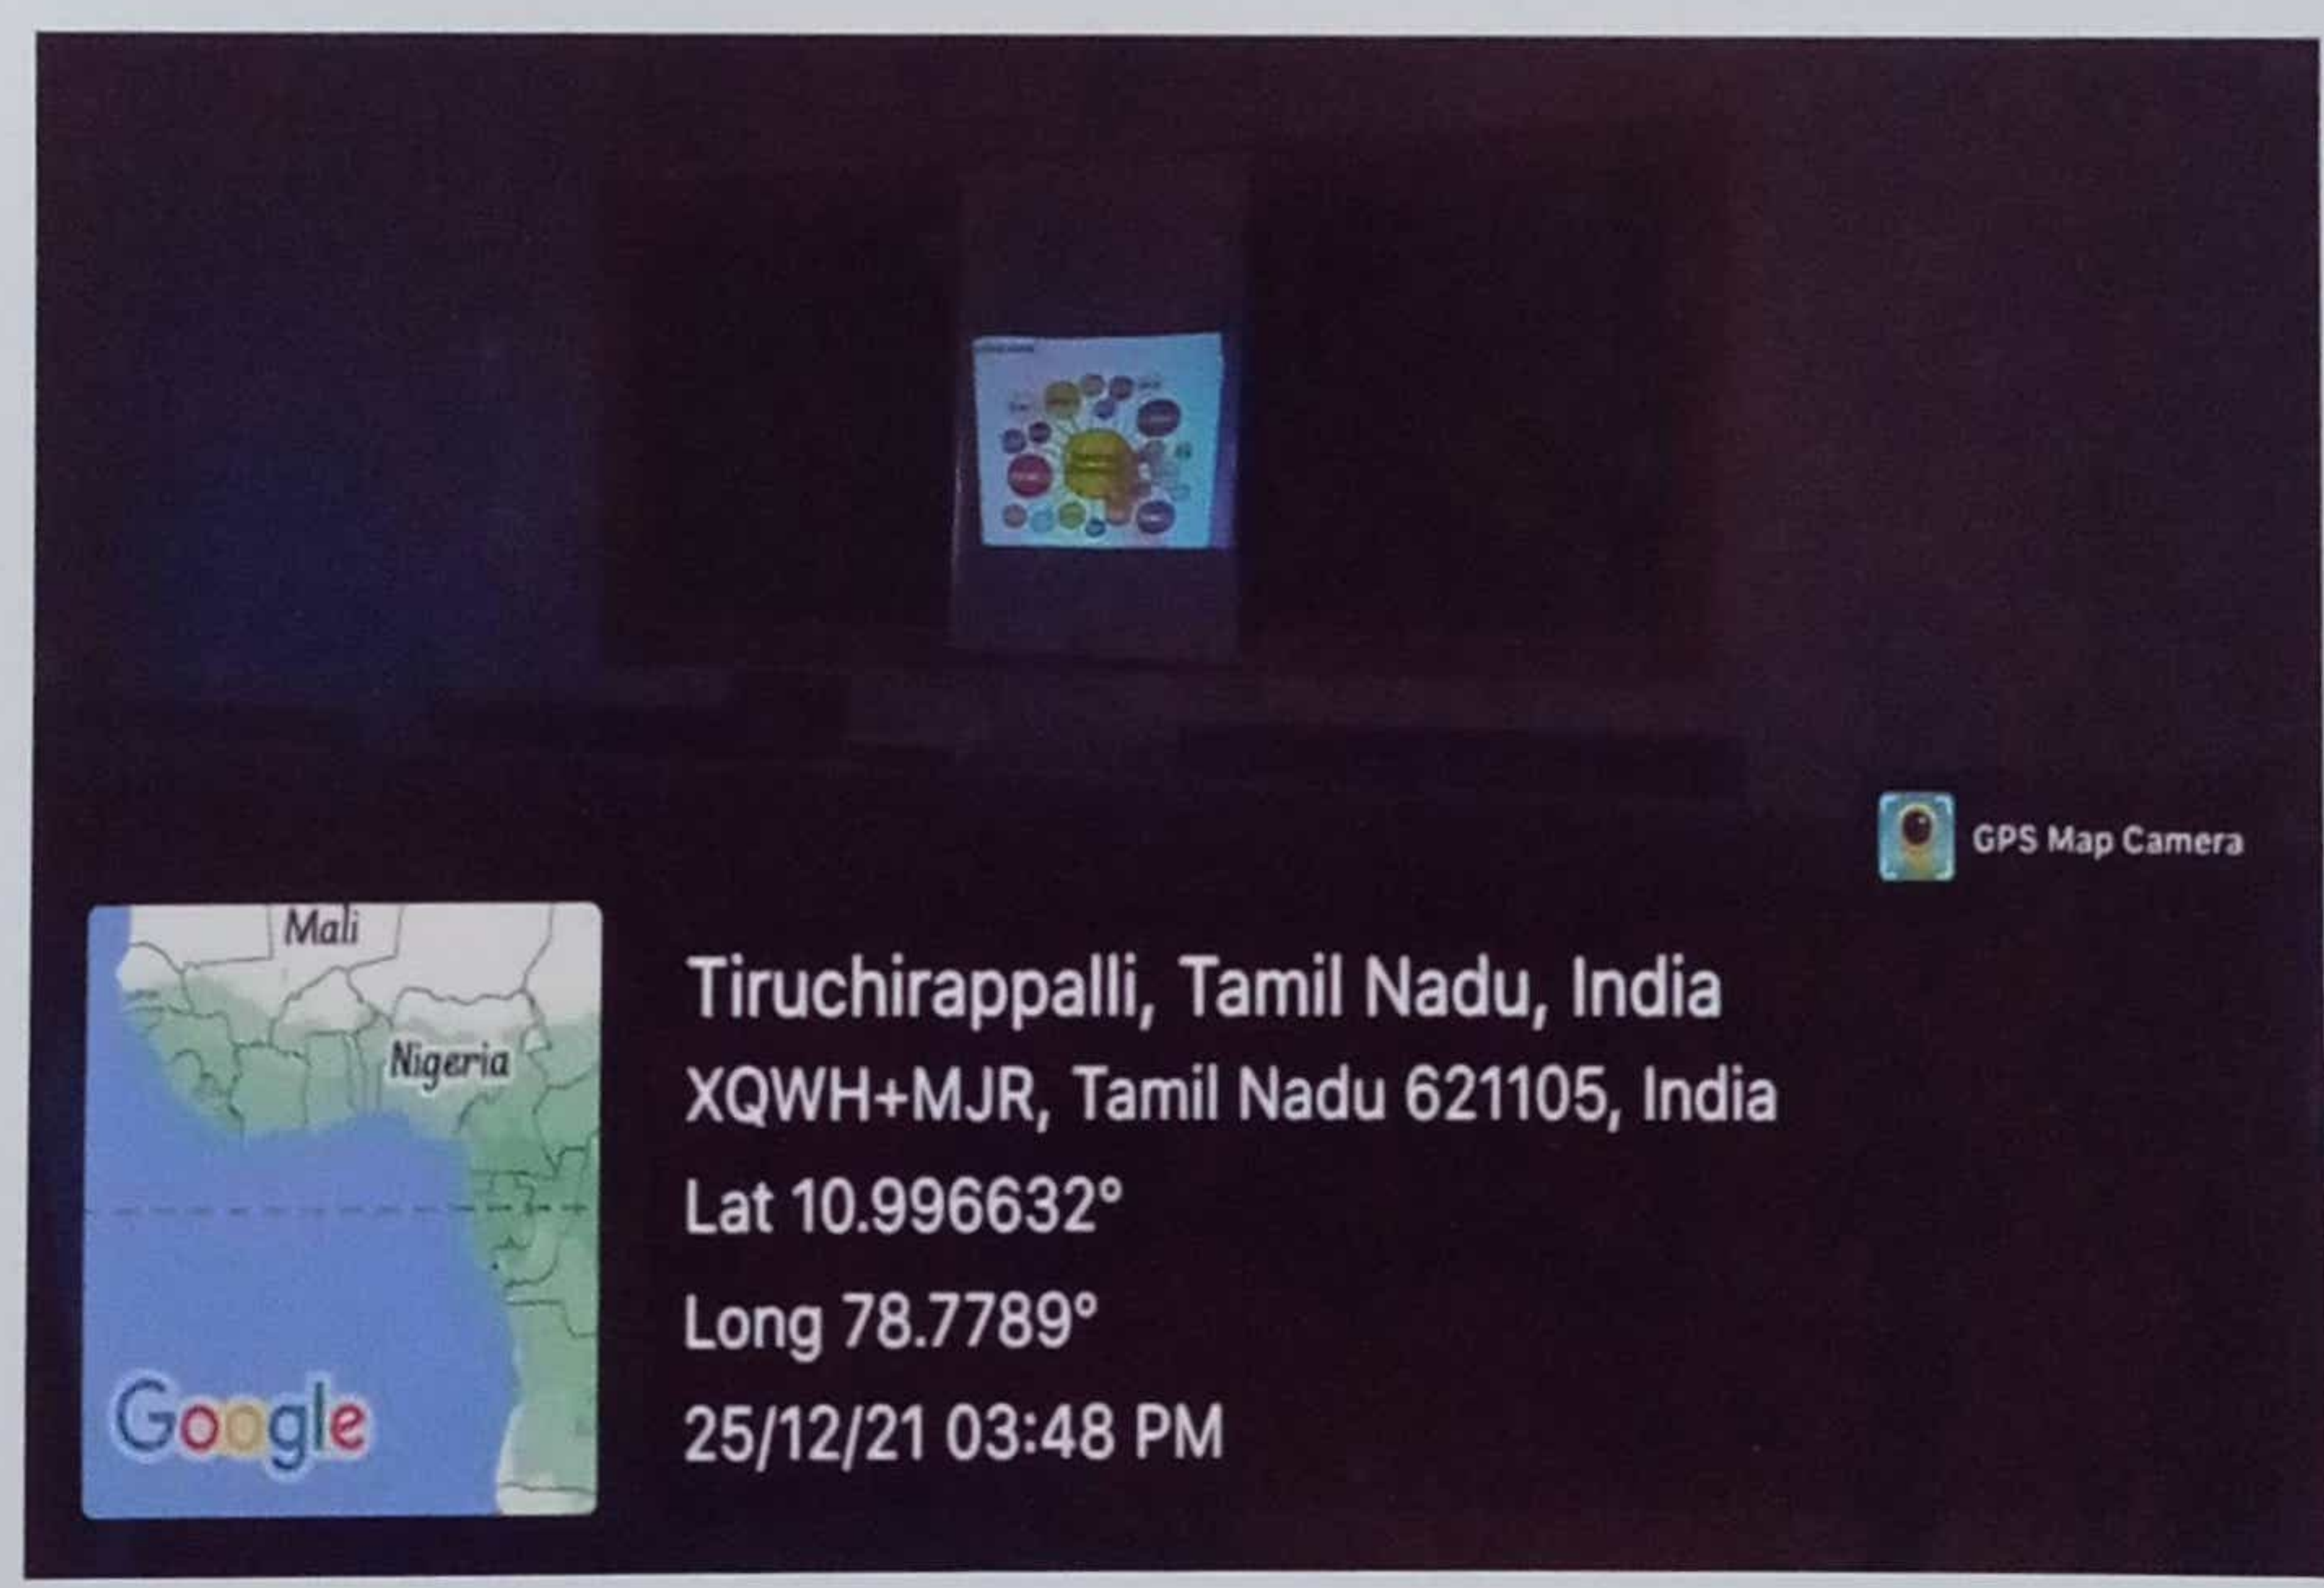 GPS Map Camera
Mali
Nigeria
Google
Tiruchirappalli, Tamil Nadu, India
XQWH+MJR, Tamil Nadu 621105, India
Lat 10.996632°
Long 78.7789°
25/12/21 03:48 PM